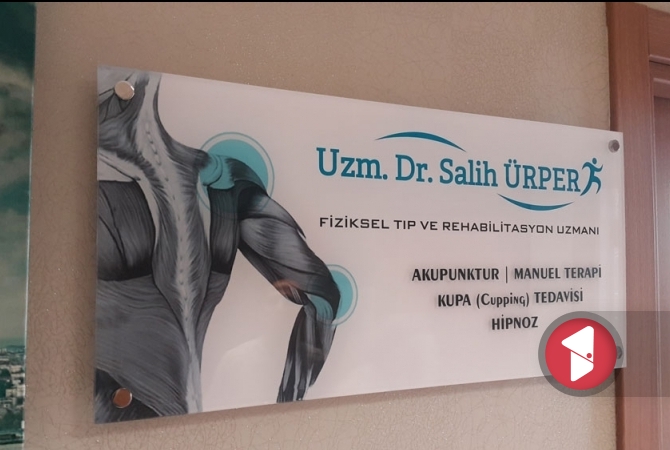 Uzm. Dr. Salih ÜRPER
FİZİKSEL TIP VE REHABİLİTASYON UZMANI
AKUPUNKTUR | MANUEL TERAPİ
KUPA (Cupping) TEDAVİSİ
HİPNOZ